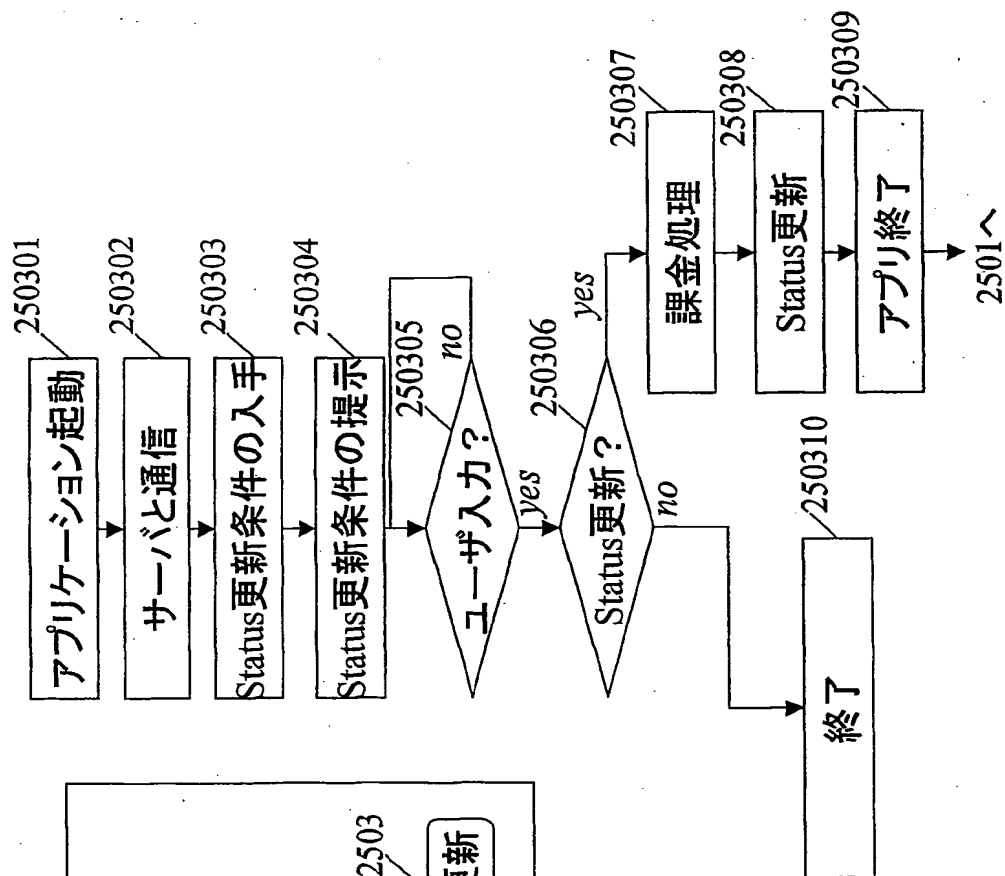 250301
アプリケーション起動
250302
サーバと通信
250303
Status更新条件の入手
250304
Status更新条件の提示
250305
ユーザ入力？
no
yes
250306
Status更新？
yes
no
250307
課金処理
250308
Status更新
250309
アプリ終了
2501へ
250310
終了
2503
更新